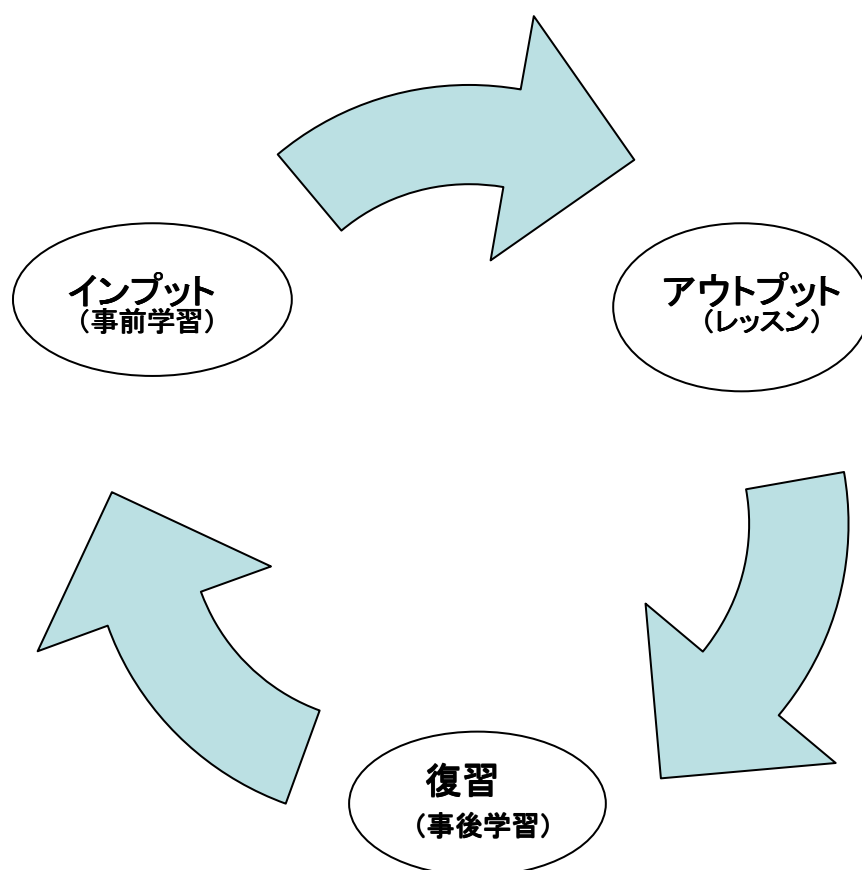 インプット
（事前学習）
アウトプット
（レッスン）
復習
（事後学習）